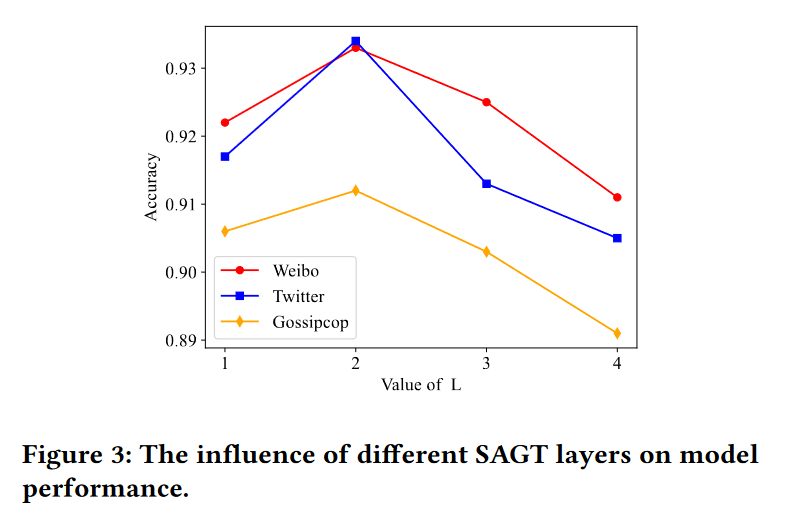 0.93
0.92
0.91
0.90
0.89
Accuracy
Weibo
Twitter
Gossipcop
1 2 3 4
Value of L
Figure 3: The influence of different SAGT layers on model
performance.